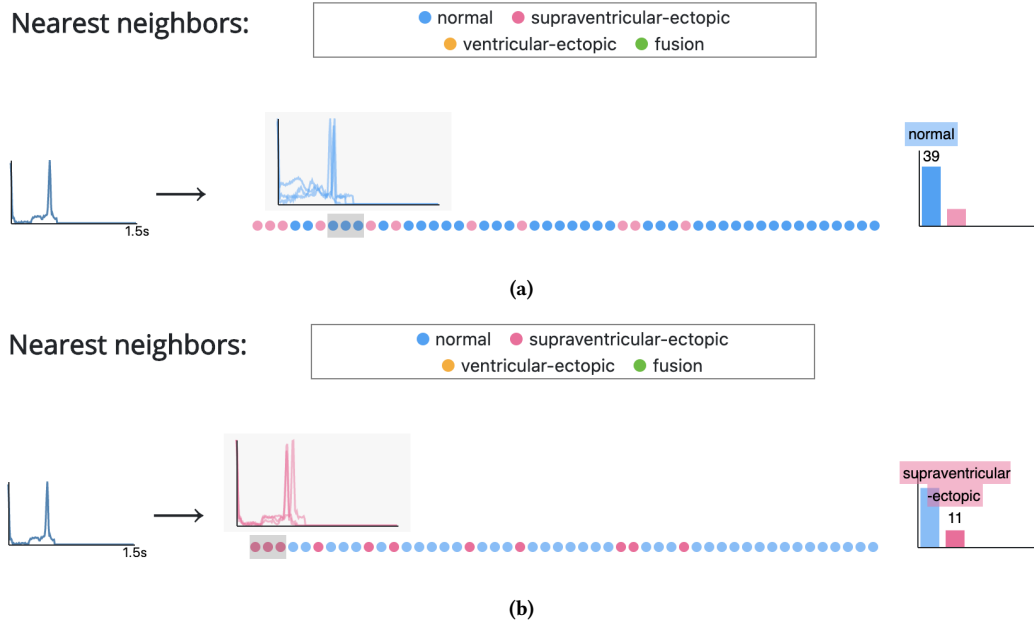 Nearest neighbors:
normal supraventricular-ectopic
ventricular-ectopic fusion
normal
39
1.5s
(a)
Nearest neighbors:
normal supraventricular-ectopic
ventricular-ectopic fusion
supraventricular
-ectopic
11
1.5s
(b)